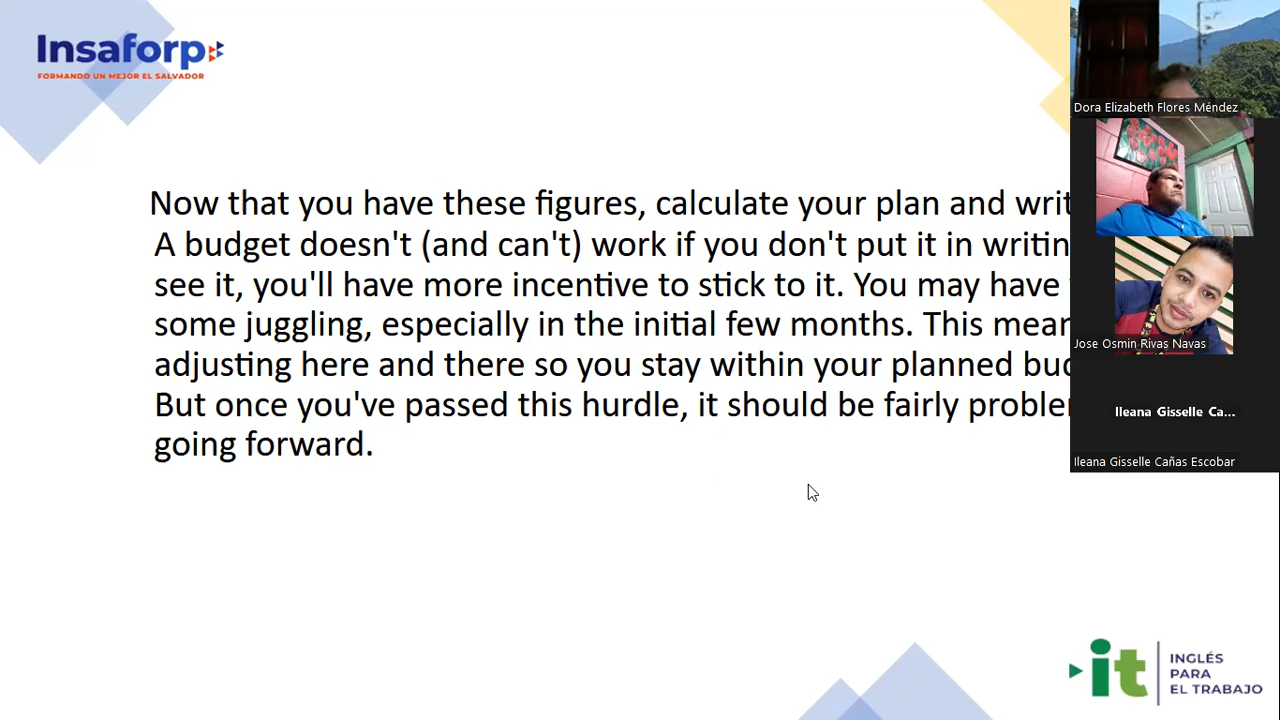 Insaforp
FORMANDO UN MEJOR EL SALVADOR
Now that you have these figures, calculate your plan and writ
A budget doesn't (and can't) work if you don't put it in writin
see it, you'll have more incentive to stick to it. You may have
some juggling, especially in the initial few months. This mean
adjusting here and there so you stay within your planned bud
But once you've passed this hurdle, it should be fairly problem
going forward.
Dora Elizabeth Flores Méndez
Jose Osmin Rivas Navas
Ileana Gisselle Ca...
Ileana Gisselle Cañas Escobar
it
INGLÉS
PARA
EL TRABAJO